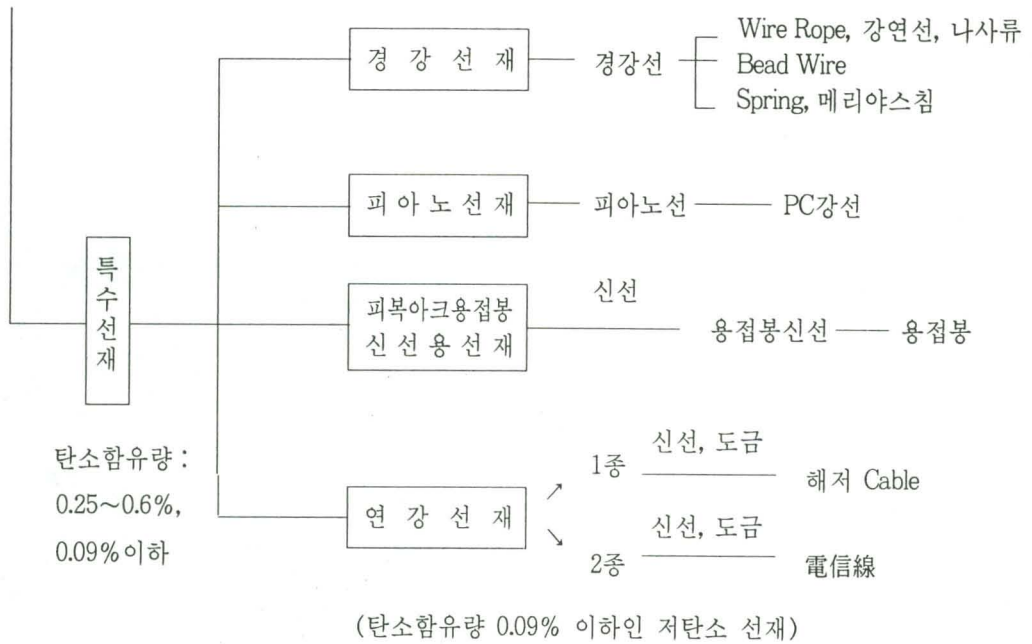 경 강 선 재
경강선
Wire Rope, 강연선, 나사류
Bead Wire
Spring, 메리야스침
피 아 노 선 재
피아노선
PC강선
특수선재
피복아크용접봉
신 선 용 선 재
신선
용접봉신선
용접봉
탄소함유량 :
0.25~0.6%,
0.09%이하
연 강 선 재
1종
신선, 도금
해저 Cable
2종
신선, 도금
電信線
(탄소함유량 0.09% 이하인 저탄소 선재)